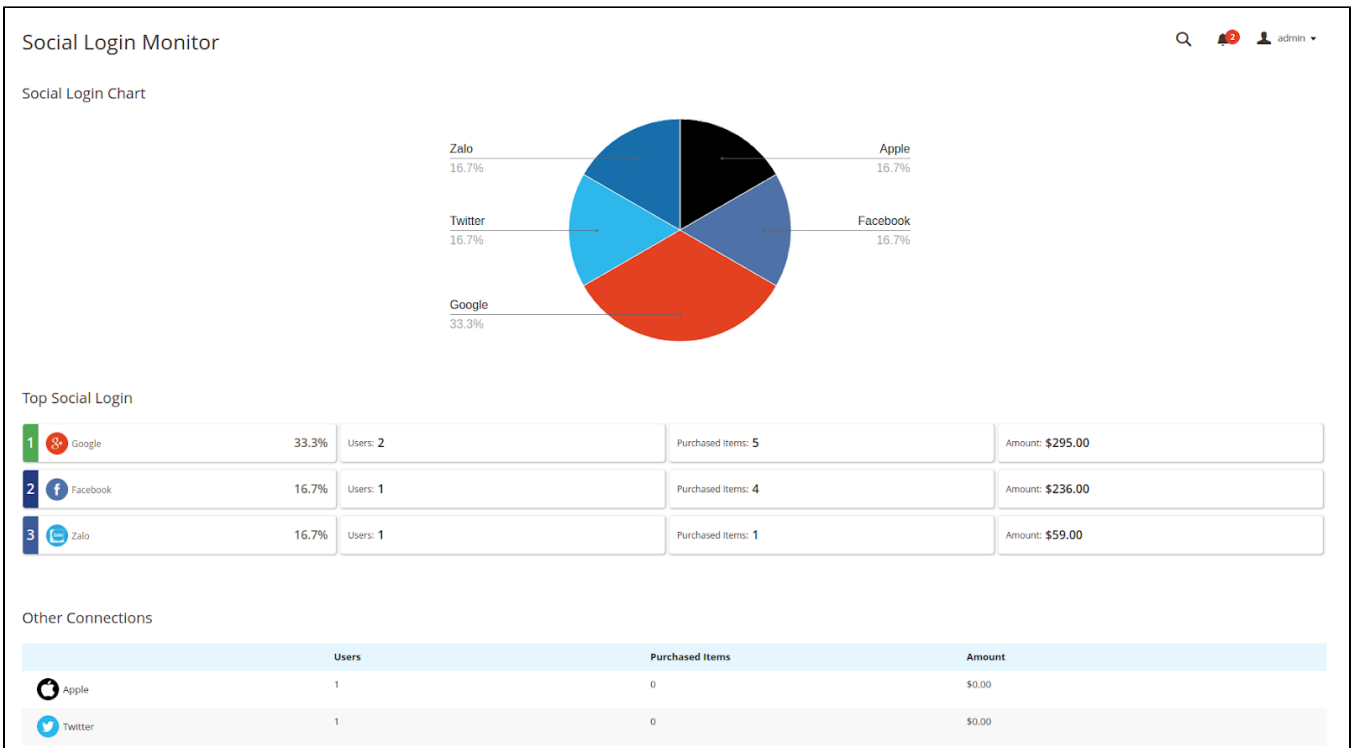 Social Login Monitor
2
admin
Social Login Chart
Zalo
16.7%
Apple
16.7%
Twitter
16.7%
Facebook
16.7%
Google
33.3%
Top Social Login
1 Google 33.3% Users: 2 Purchased Items: 5 Amount: $295.00
2 Facebook 16.7% Users: 1 Purchased Items: 4 Amount: $236.00
3 Zalo 16.7% Users: 1 Purchased Items: 1 Amount: $59.00
Other Connections
Users Purchased Items Amount
Apple 1 0 $0.00
Twitter 1 0 $0.00